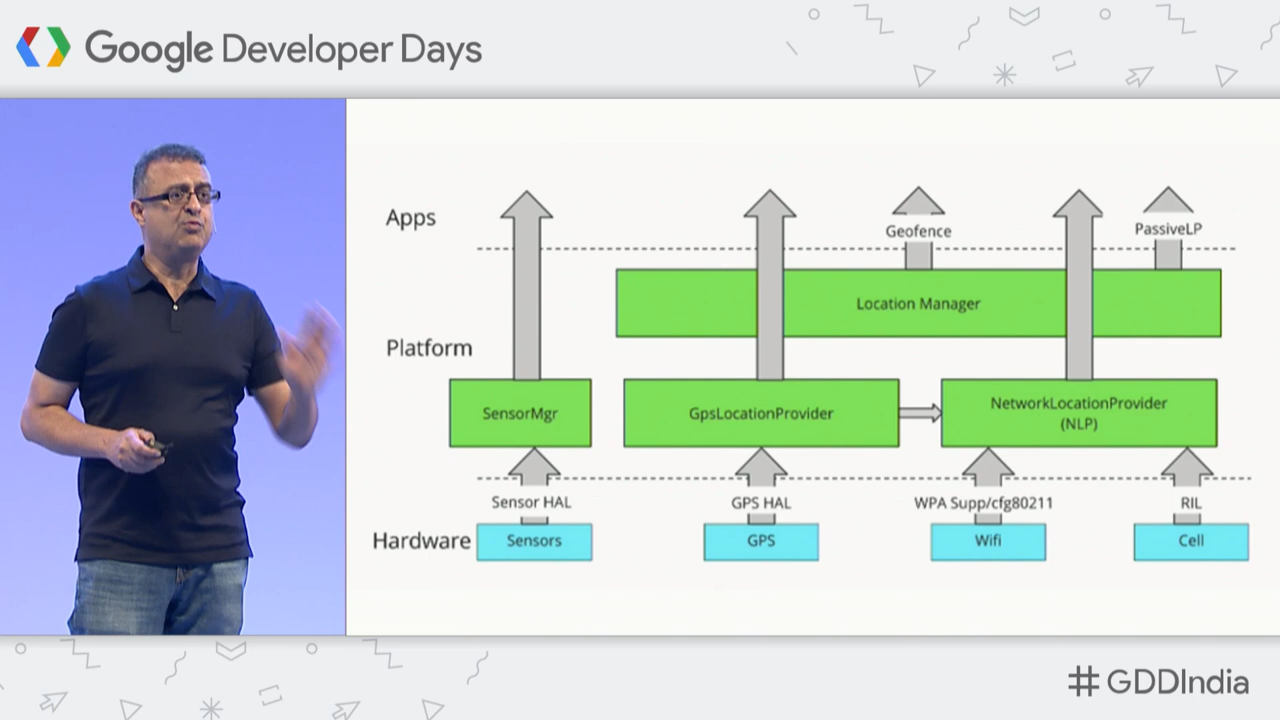 Google Developer Days
Apps
Geofence
PassiveLP
Location Manager
Platform
SensorMgr
GpsLocationProvider
NetworkLocationProvider
(NLP)
Sensor HAL
GPS HAL
WPA Supp/cfg80211
RIL
Hardware
Sensors
GPS
Wifi
Cell
#GDDIndia